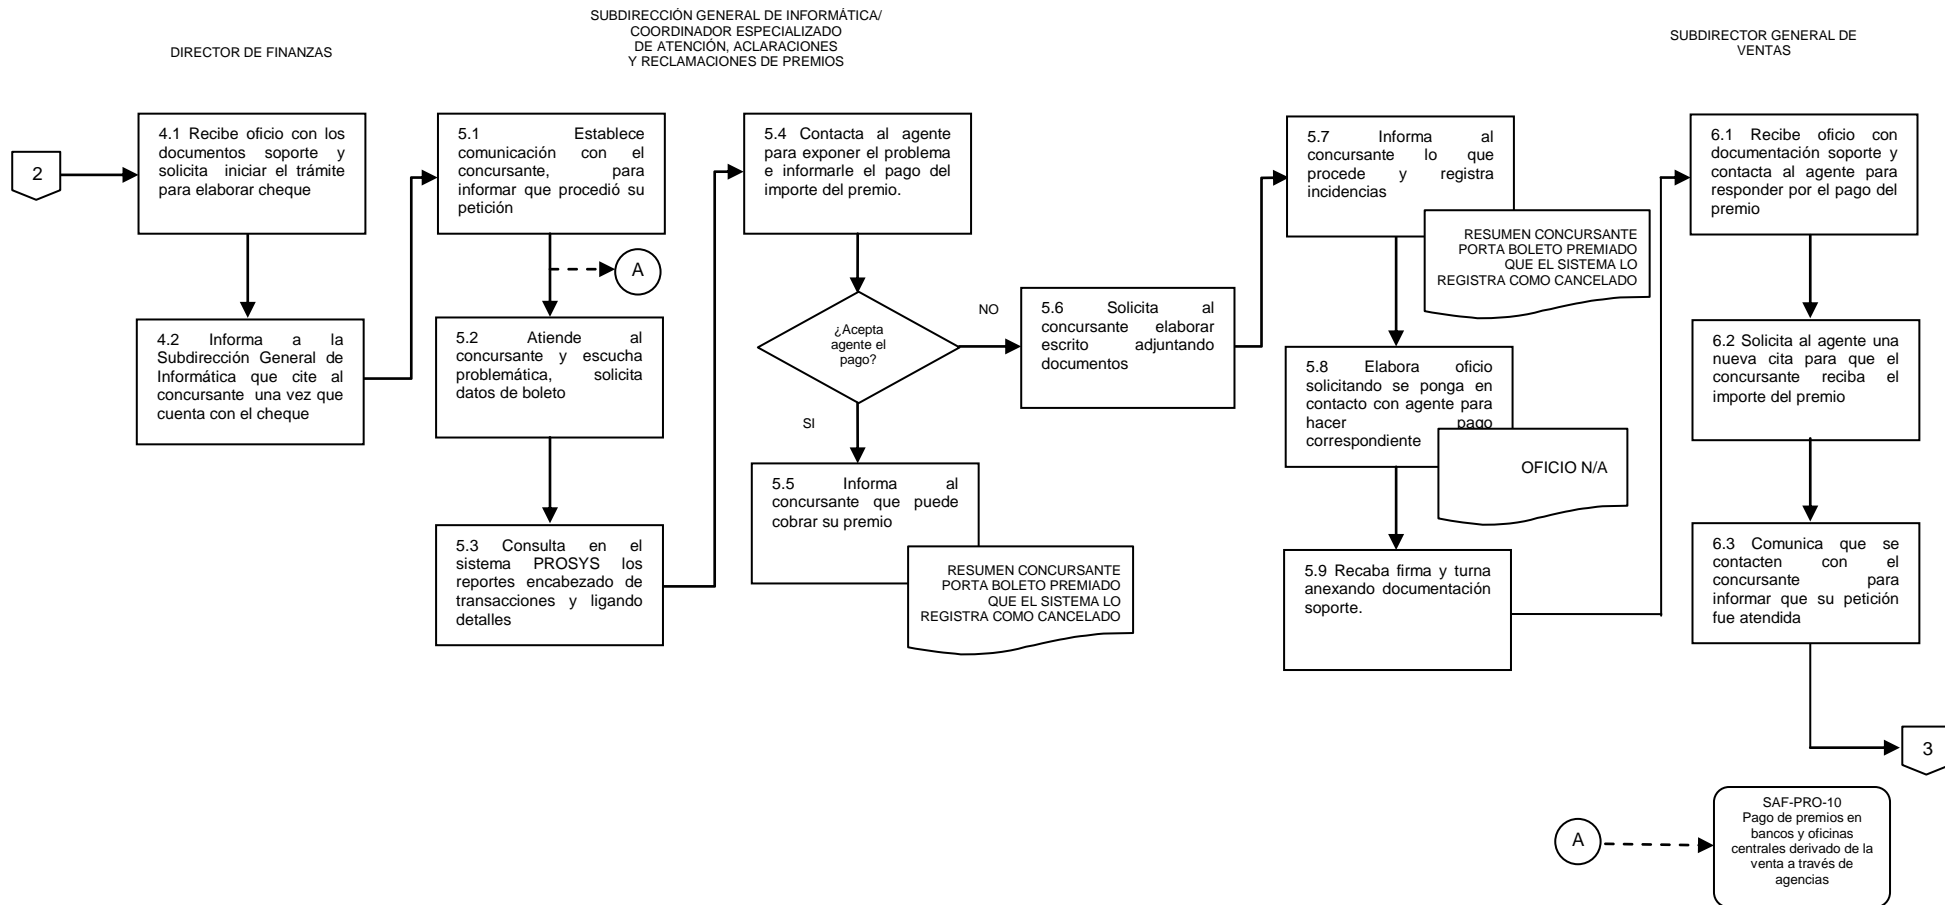 DIRECTOR DE FINANZAS
SUBDIRECCIÓN GENERAL DE INFORMÁTICA/
COORDINADOR ESPECIALIZADO
DE ATENCIÓN, ACLARACIONES
Y RECLAMACIONES DE PREMIOS
SUBDIRECTOR GENERAL DE
VENTAS
2
4.1 Recibe oficio con los
documentos soporte y
solicita iniciar el trámite
para elaborar cheque
4.2 Informa a la
Subdirección General de
Informática que cite al
concursante una vez que
cuenta con el cheque
5.1 Establece
comunicación con el
concursante, para
informar que procedió su
petición
A
5.2 Atiende al
concursante y escucha
problemática, solicita
datos de boleto
5.3 Consulta en el
sistema PROSYS los
reportes encabezado de
transacciones y ligando
detalles
5.4 Contacta al agente
para exponer el problema
e informarle el pago del
importe del premio.
¿Acepta
agente el
pago?
NO
SI
5.5 Informa al
concursante que puede
cobrar su premio
RESUMEN CONCURSANTE
PORTA BOLETO PREMIADO
QUE EL SISTEMA LO
REGISTRA COMO CANCELADO
5.6 Solicita al
concursante elaborar
escrito adjuntando
documentos
5.7 Informa al
concursante lo que
procede y registra
incidencias
RESUMEN CONCURSANTE
PORTA BOLETO PREMIADO
QUE EL SISTEMA LO
REGISTRA COMO CANCELADO
5.8 Elabora oficio
solicitando se ponga en
contacto con agente para
hacer pago
correspondiente
OFICIO N/A
5.9 Recaba firma y turna
anexando documentación
soporte.
6.1 Recibe oficio con
documentación soporte y
contacta al agente para
responder por el pago del
premio
6.2 Solicita al agente una
nueva cita para que el
concursante reciba el
importe del premio
6.3 Comunica que se
contacten con el
concursante para
informar que su petición
fue atendida
3
A
SAF-PRO-10
Pago de premios en
bancos y oficinas
centrales derivado de la
venta a través de
agencias